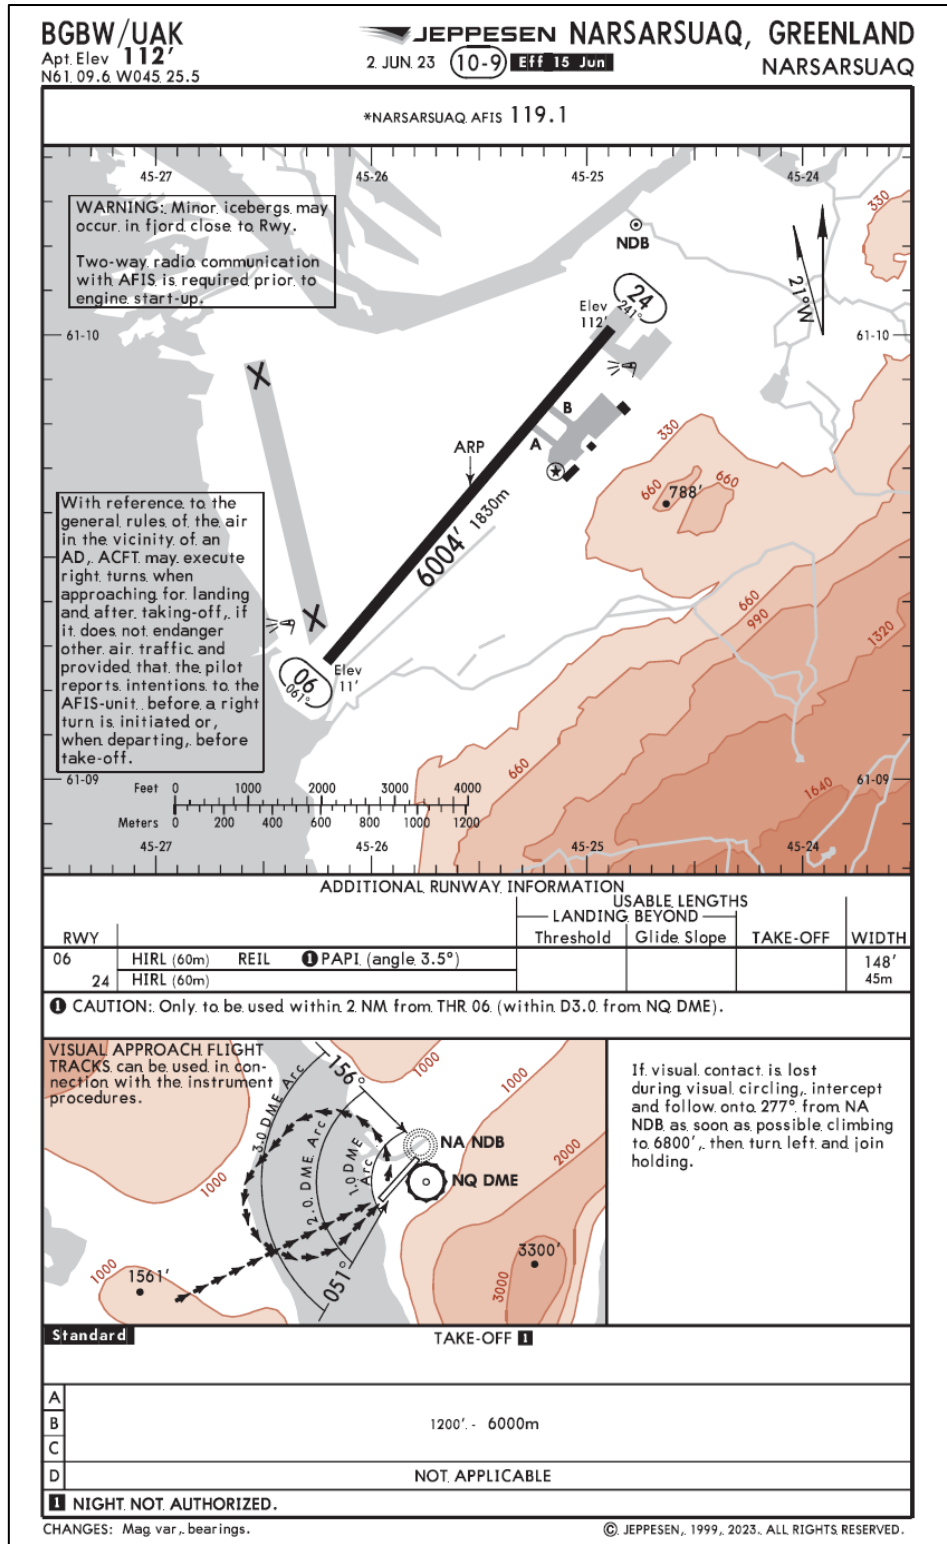 BGBW/UAK
Apt Elev 112'
N61 09.6 W045 25.5
JEPPESEN NARSARSUAQ, GREENLAND
2 JUN 23 10-9 Eff 15 Jun
NARSARSUAQ
*NARSARSUAQ AFIS 119.1
45-27 45-26 45-25 45-24
WARNING: Minor icebergs may
occur in fjord close to Rwy.
Two-way radio communication
with AFIS is required prior to
engine start-up.
NDB
330
21°W
24
241°
Elev
112'
61-10 61-10
B
A
ARP
330
660
660
788'
6004' 1830m
With reference to the
general rules of the air
in the vicinity of an
AD, ACFT may execute
right turns when
approaching for landing
and after taking-off, if
it does not endanger
other air traffic and
provided that the pilot
reports intentions to the
AFIS-unit before a right
turn is initiated or,
when departing, before
take-off.
660
990
1320
06
061°
Elev
11'
660
1640
61-09 61-09
Feet 0 1000 2000 3000 4000
Meters 0 200 400 600 800 1000 1200
45-27 45-26 45-25 45-24
ADDITIONAL RUNWAY INFORMATION
USABLE LENGTHS
LANDING BEYOND
RWY Threshold Glide Slope TAKE-OFF WIDTH
06 HIRL (60m) REIL 1 PAPI (angle 3.5°) 148'
24 HIRL (60m) 45m
1 CAUTION: Only to be used within 2 NM from THR 06 (within D3.0 from NQ DME).
VISUAL APPROACH FLIGHT
TRACKS can be used in con-
nection with the instrument
procedures.
156°
1000
1000
3.0 DME Arc
2.0 DME Arc
1.0 DME
Arc
NA NDB
NQ DME
2000
1000
051°
3300'
3000
1000
1561'
If visual contact is lost
during visual circling, intercept
and follow onto 277° from NA
NDB as soon as possible climbing
to 6800', then turn left and join
holding.
Standard
TAKE-OFF 1
A
B
C
1200' - 6000m
D NOT APPLICABLE
1 NIGHT NOT AUTHORIZED.
CHANGES: Mag var, bearings.
© JEPPESEN, 1999, 2023. ALL RIGHTS RESERVED.